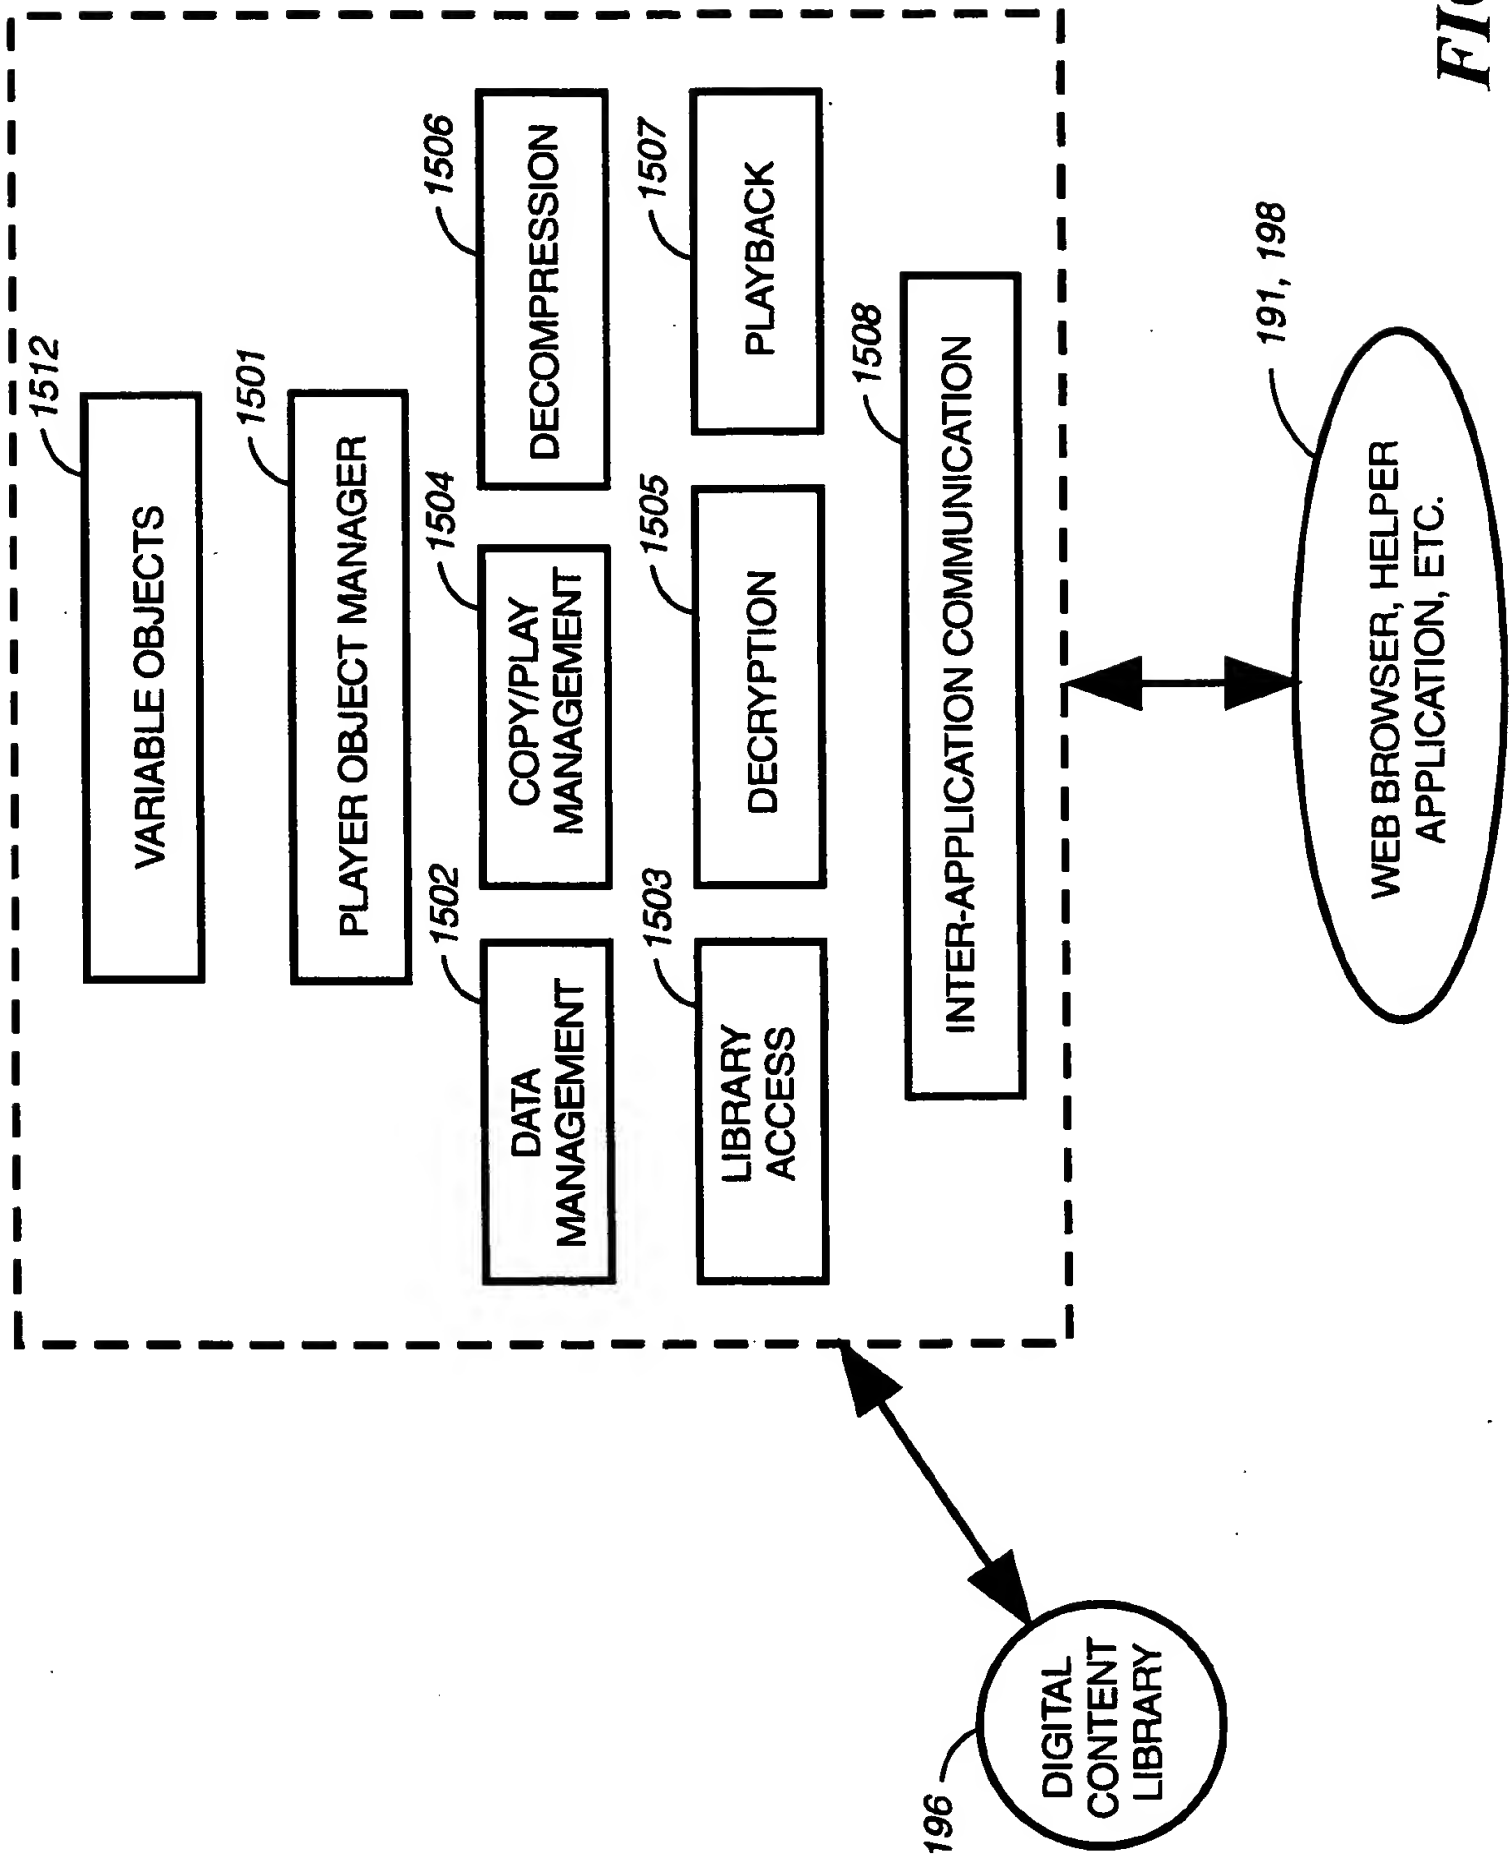 1512
VARIABLE OBJECTS
1501
PLAYER OBJECT MANAGER
1502
DATA
MANAGEMENT
1504
COPY/PLAY
MANAGEMENT
1506
DECOMPRESSION
1503
LIBRARY
ACCESS
1505
DECRYPTION
1507
PLAYBACK
1508
INTER-APPLICATION COMMUNICATION
196
DIGITAL
CONTENT
LIBRARY
191, 198
WEB BROWSER, HELPER
APPLICATION, ETC.